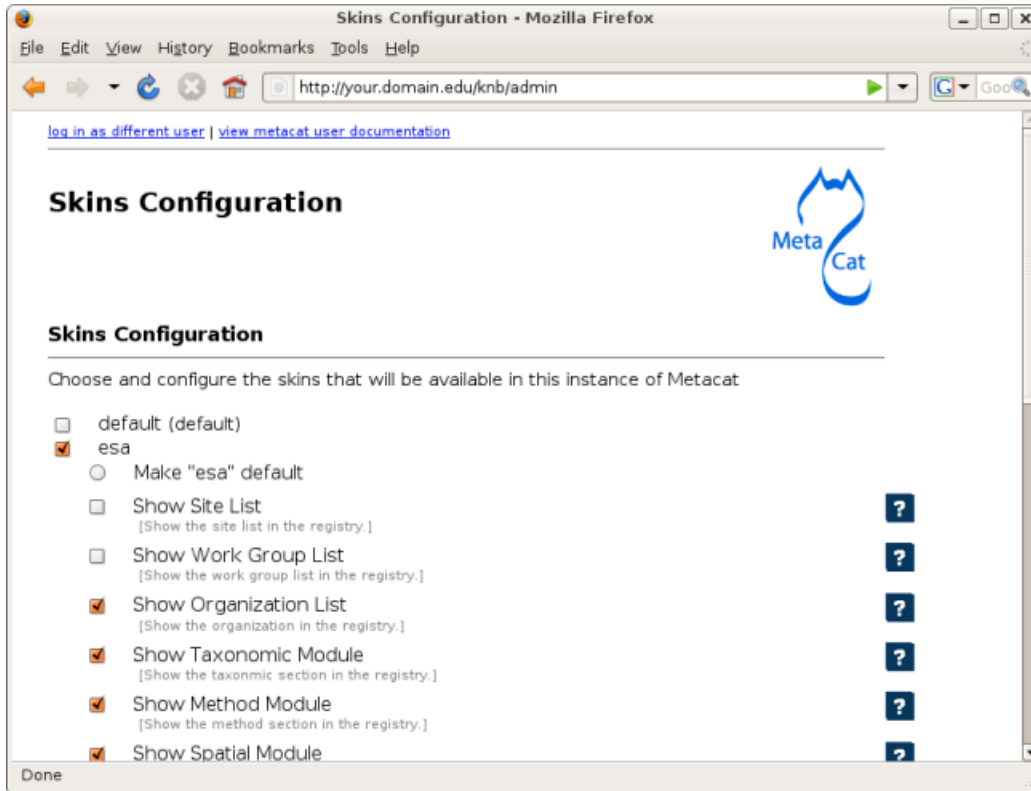 Skins Configuration - Mozilla Firefox
File Edit View History Bookmarks Tools Help
http://your.domain.edu/knb/admin
G Goo
log in as different user | view metacat user documentation
Skins Configuration
Meta
Cat
Skins Configuration
Choose and configure the skins that will be available in this instance of Metacat
default (default)
esa
Make "esa" default
Show Site List ?
[Show the site list in the registry.]
Show Work Group List ?
[Show the work group list in the registry.]
Show Organization List ?
[Show the organization in the registry.]
Show Taxonomic Module ?
[Show the taxonmic section in the registry.]
Show Method Module ?
[Show the method section in the registry.]
Show Spatial Module ?
Done